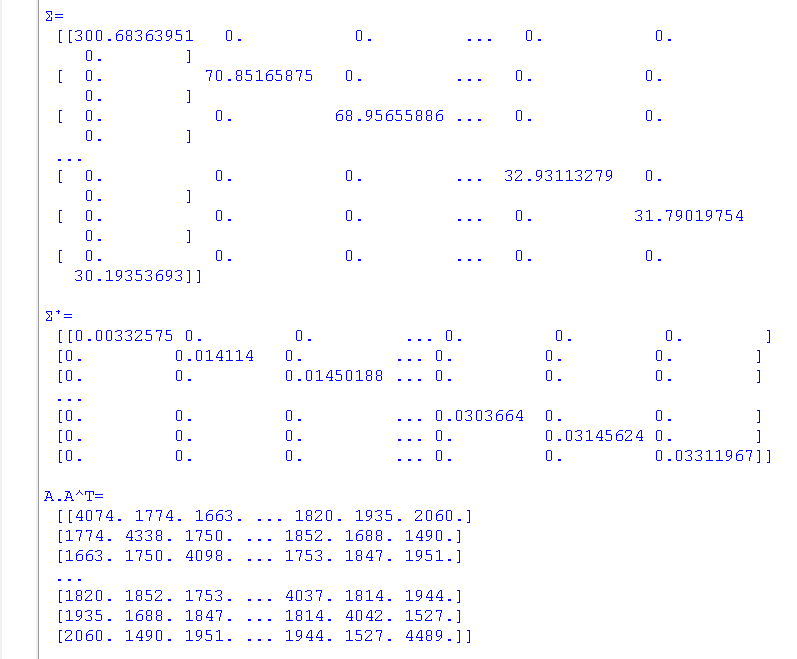 Σ=
[[300.68363951 0. 0. ... 0. 0.
0. ]
[ 0. 70.85165875 0. ... 0. 0.
0. ]
[ 0. 0. 68.95655886 ... 0. 0.
0. ]
...
[ 0. 0. 0. ... 32.93113279 0.
0. ]
[ 0. 0. 0. ... 0. 31.79019754
0. ]
[ 0. 0. 0. ... 0. 0.
30.19353693]]
Σ⁺=
[[0.00332575 0. 0. ... 0. 0. 0. ]
[0. 0.014114 0. ... 0. 0. 0. ]
[0. 0. 0.01450188 ... 0. 0. 0. ]
...
[0. 0. 0. ... 0.0303664 0. 0. ]
[0. 0. 0. ... 0. 0.03145624 0. ]
[0. 0. 0. ... 0. 0. 0.03311967]]
A.A^T=
[[4074. 1774. 1663. ... 1820. 1935. 2060.]
[1774. 4338. 1750. ... 1852. 1688. 1490.]
[1663. 1750. 4098. ... 1753. 1847. 1951.]
...
[1820. 1852. 1753. ... 4037. 1814. 1944.]
[1935. 1688. 1847. ... 1814. 4042. 1527.]
[2060. 1490. 1951. ... 1944. 1527. 4489.]]